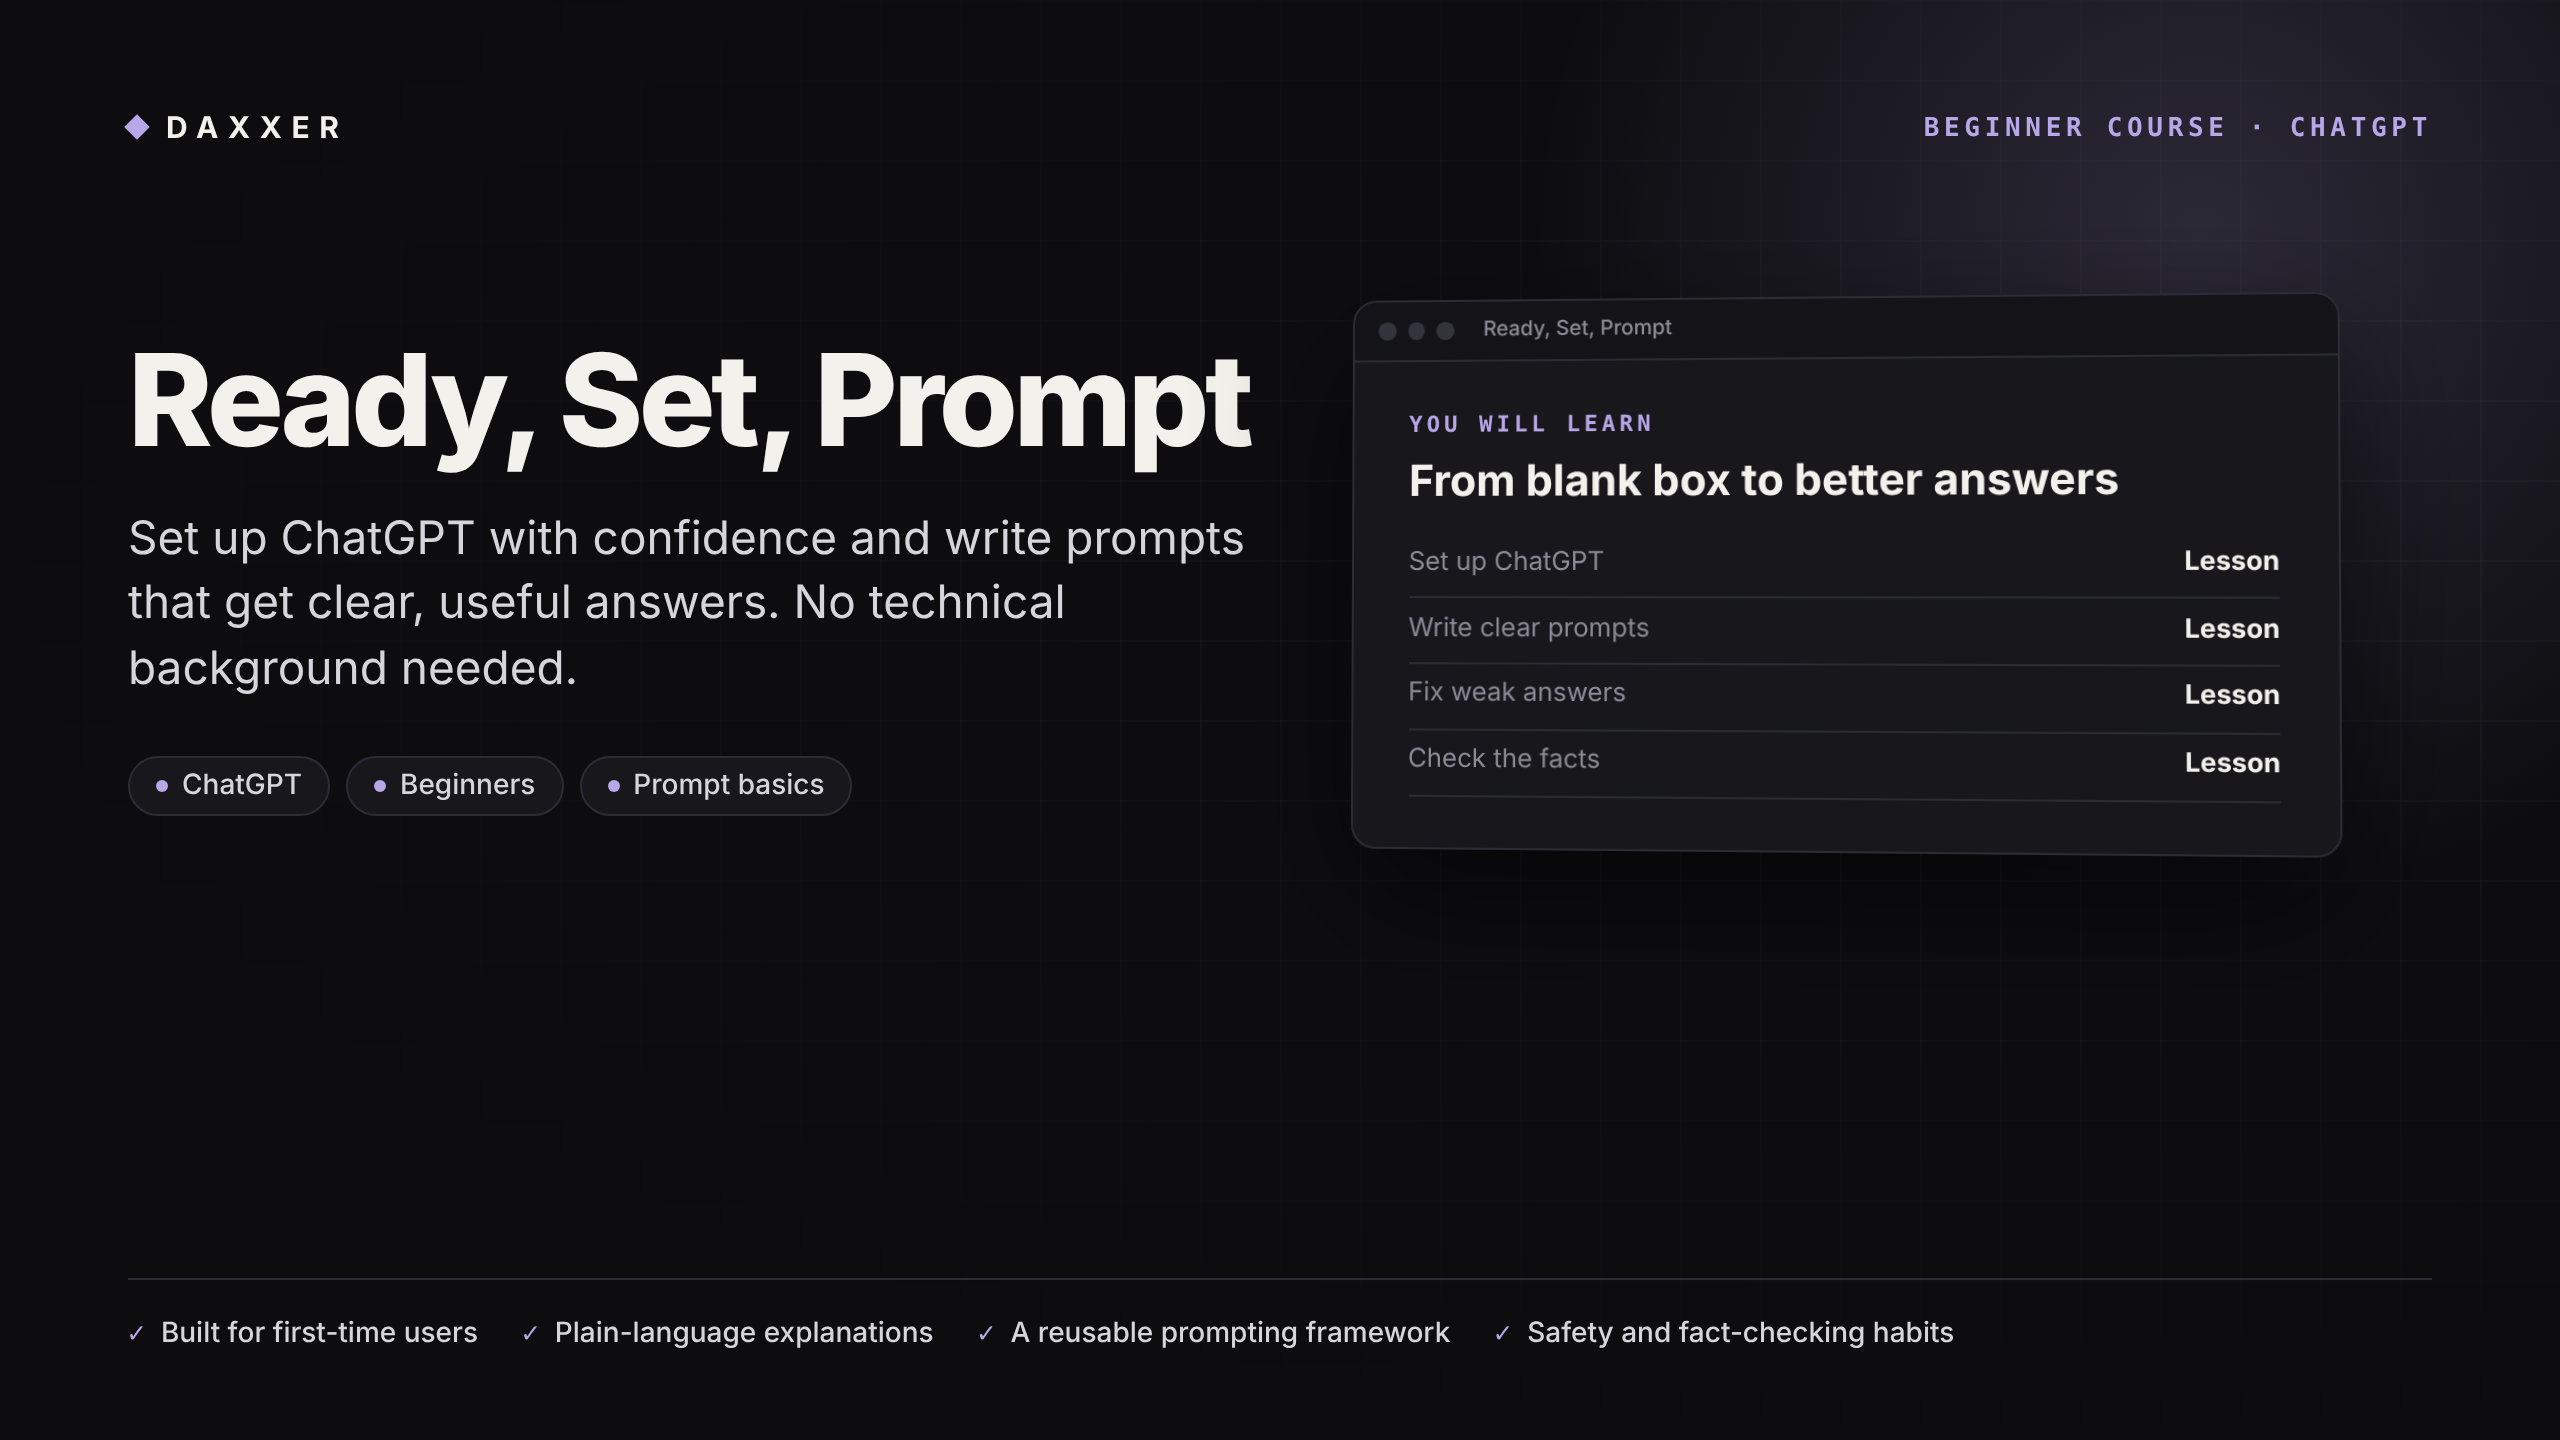 DAXXER
BEGINNER COURSE · CHATGPT
Ready, Set, Prompt
Set up ChatGPT with confidence and write prompts
that get clear, useful answers. No technical
background needed.
ChatGPT
Beginners
Prompt basics
Ready, Set, Prompt
YOU WILL LEARN
From blank box to better answers
Set up ChatGPT Lesson
Write clear prompts Lesson
Fix weak answers Lesson
Check the facts Lesson
✓ Built for first-time users ✓ Plain-language explanations ✓ A reusable prompting framework ✓ Safety and fact-checking habits